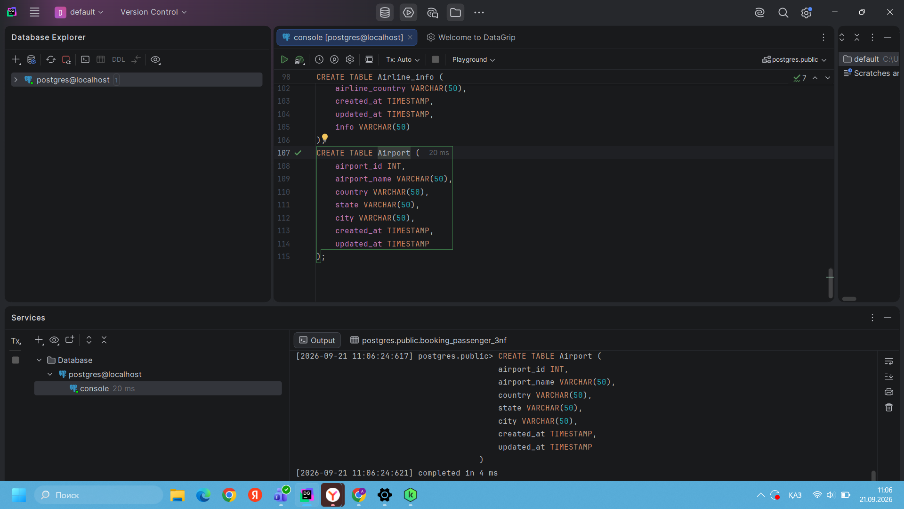 D default Version Control
Database Explorer
DDL
postgres@localhost 1
console [postgres@localhost] Welcome to DataGrip
Tx: Auto Playground postgres.public
7
98 CREATE TABLE Airline_info (
102 airline_country VARCHAR(50),
103 created_at TIMESTAMP,
104 updated_at TIMESTAMP,
105 info VARCHAR(50)
106 )
107 CREATE TABLE Airport ( 20 ms
108 airport_id INT,
109 airport_name VARCHAR(50),
110 country VARCHAR(50),
111 state VARCHAR(50),
112 city VARCHAR(50),
113 created_at TIMESTAMP,
114 updated_at TIMESTAMP
115 );
default C:\U
Scratches
Services
Tx
Database
postgres@localhost
console 20 ms
Output postgres.public.booking_passenger_3nf
[2026-09-21 11:06:24:617] postgres.public> CREATE TABLE Airport (
airport_id INT,
airport_name VARCHAR(50),
country VARCHAR(50),
state VARCHAR(50),
city VARCHAR(50),
created_at TIMESTAMP,
updated_at TIMESTAMP
)
[2026-09-21 11:06:24:621] completed in 4 ms
Поиск
ҚАЗ
11:06
21.09.2026